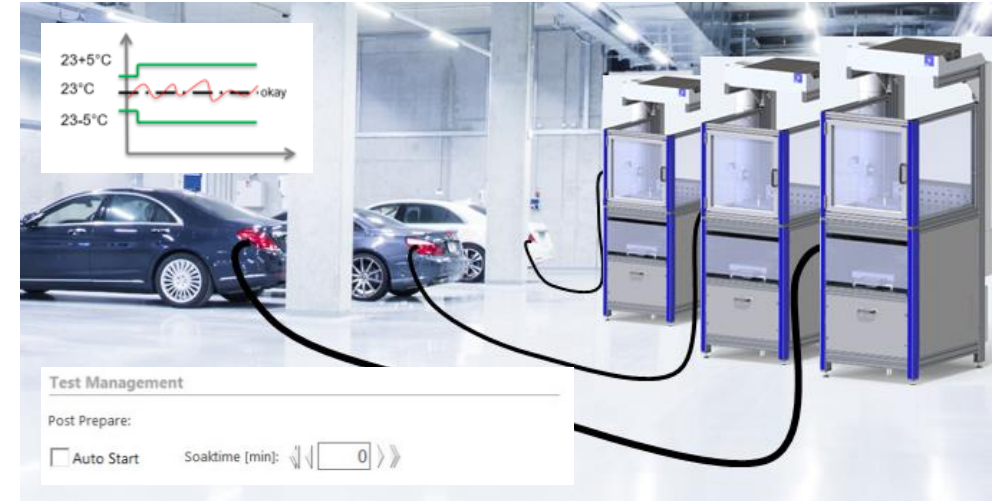 23+5°C
23°C
okay
23-5°C
Test Management
Post Prepare:
Auto Start Soaktime [min]: 0